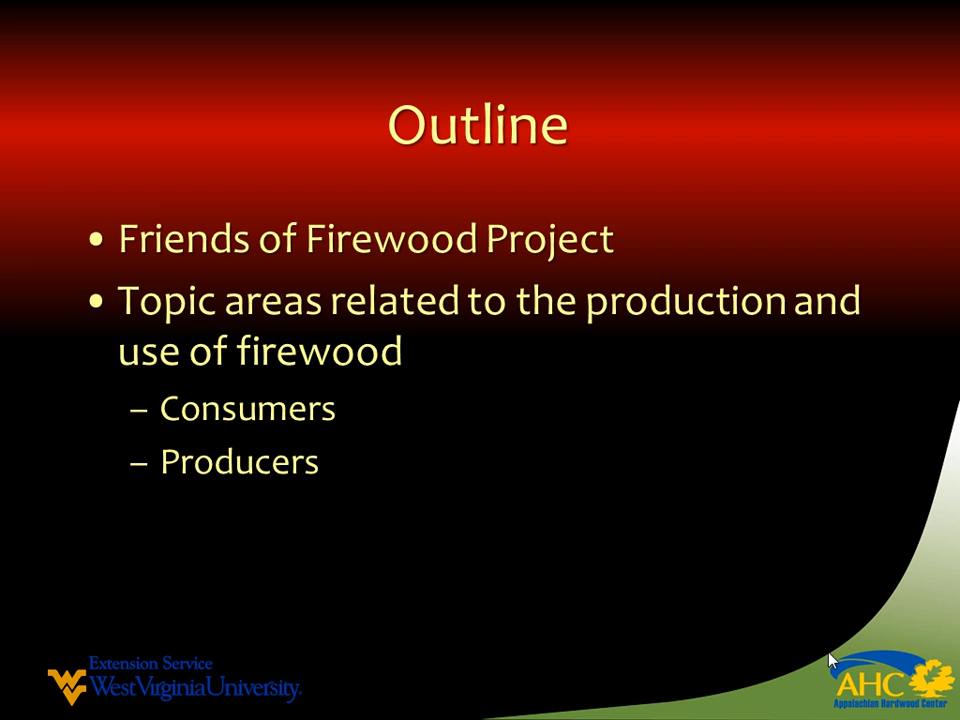 Outline
• Friends of Firewood Project
• Topic areas related to the production and
use of firewood
– Consumers
– Producers
Extension Service
West Virginia University.
AHC
Appalachian Hardwood Center